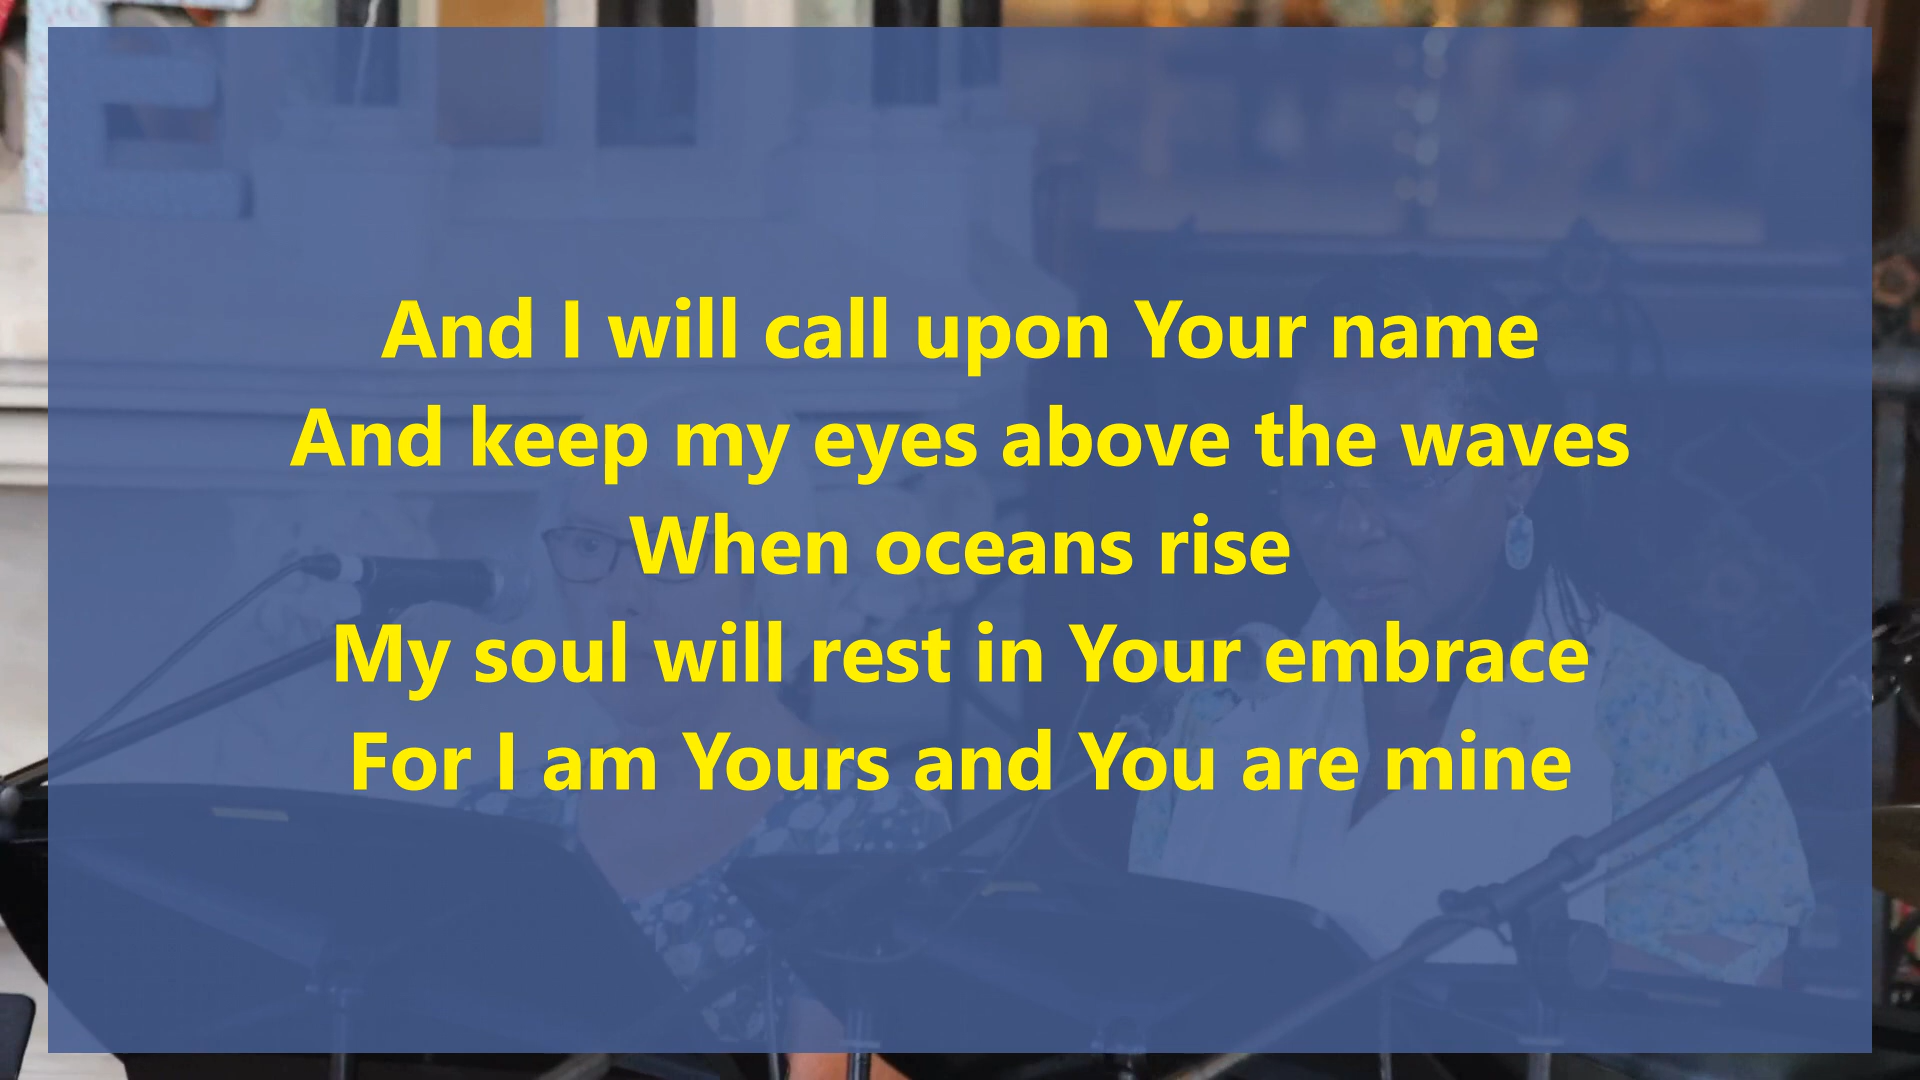 And I will call upon Your name
And keep my eyes above the waves
When oceans rise
My soul will rest in Your embrace
For I am Yours and You are mine